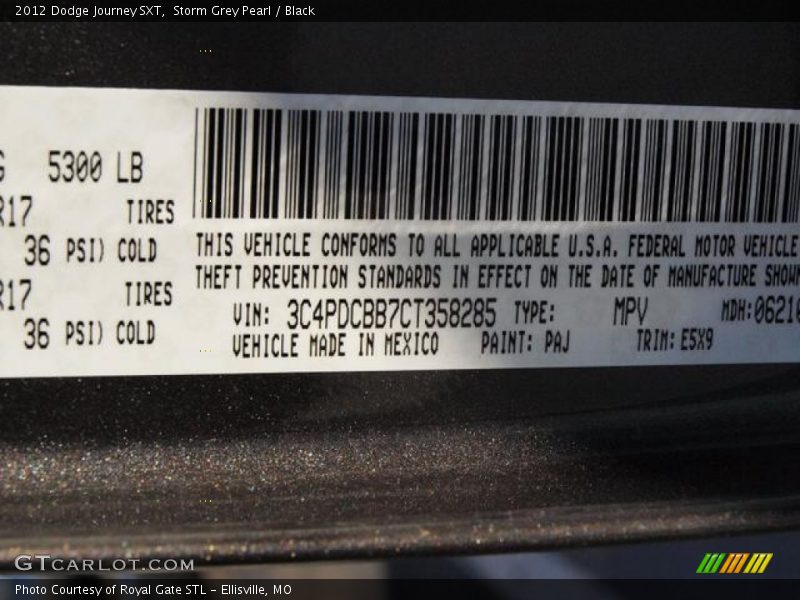 2012 Dodge Journey SXT,  Storm Grey Pearl / Black
5300 LB
R17 TIRES
36 PSI) COLD
R17 TIRES
36 PSI) COLD
THIS VEHICLE CONFORMS TO ALL APPLICABLE U.S.A. FEDERAL MOTOR VEHICLE
THEFT PREVENTION STANDARDS IN EFFECT ON THE DATE OF MANUFACTURE SHOW
VIN: 3C4PDCBB7CT358285 TYPE: MPV MDH: 06210
VEHICLE MADE IN MEXICO PAINT: PAJ TRIM: E5X9
GTCARLOT.COM
Photo Courtesy of Royal Gate STL - Ellisville, MO